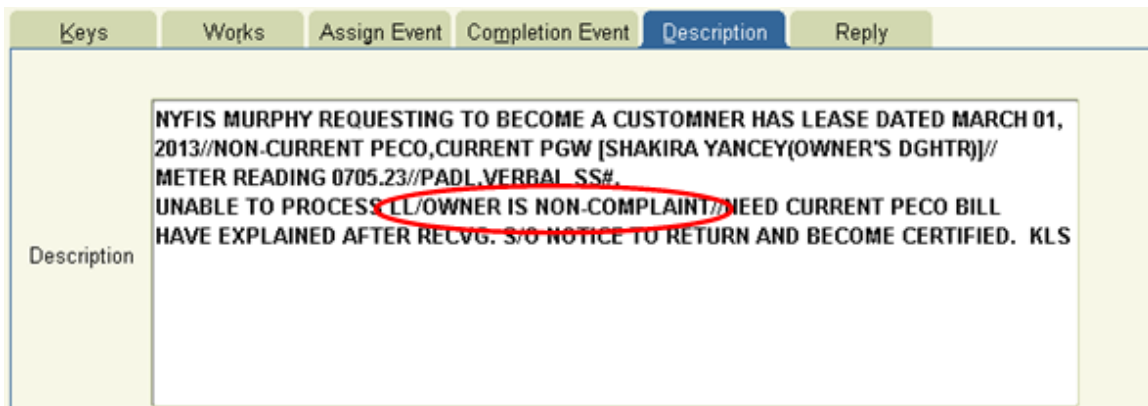 Keys Works Assign Event Completion Event Description Reply
NYFIS MURPHY REQUESTING TO BECOME A CUSTOMNER HAS LEASE DATED MARCH 01,
2013//NON-CURRENT PECO,CURRENT PGW [SHAKIRA YANCEY(OWNER'S DGHTR)]//
METER READING 0705.23//PADL,VERBAL SS#,
UNABLE TO PROCESS LL/OWNER IS NON-COMPLAINT//NEED CURRENT PECO BILL
HAVE EXPLAINED AFTER RECVG. S/O NOTICE TO RETURN AND BECOME CERTIFIED. KLS
Description